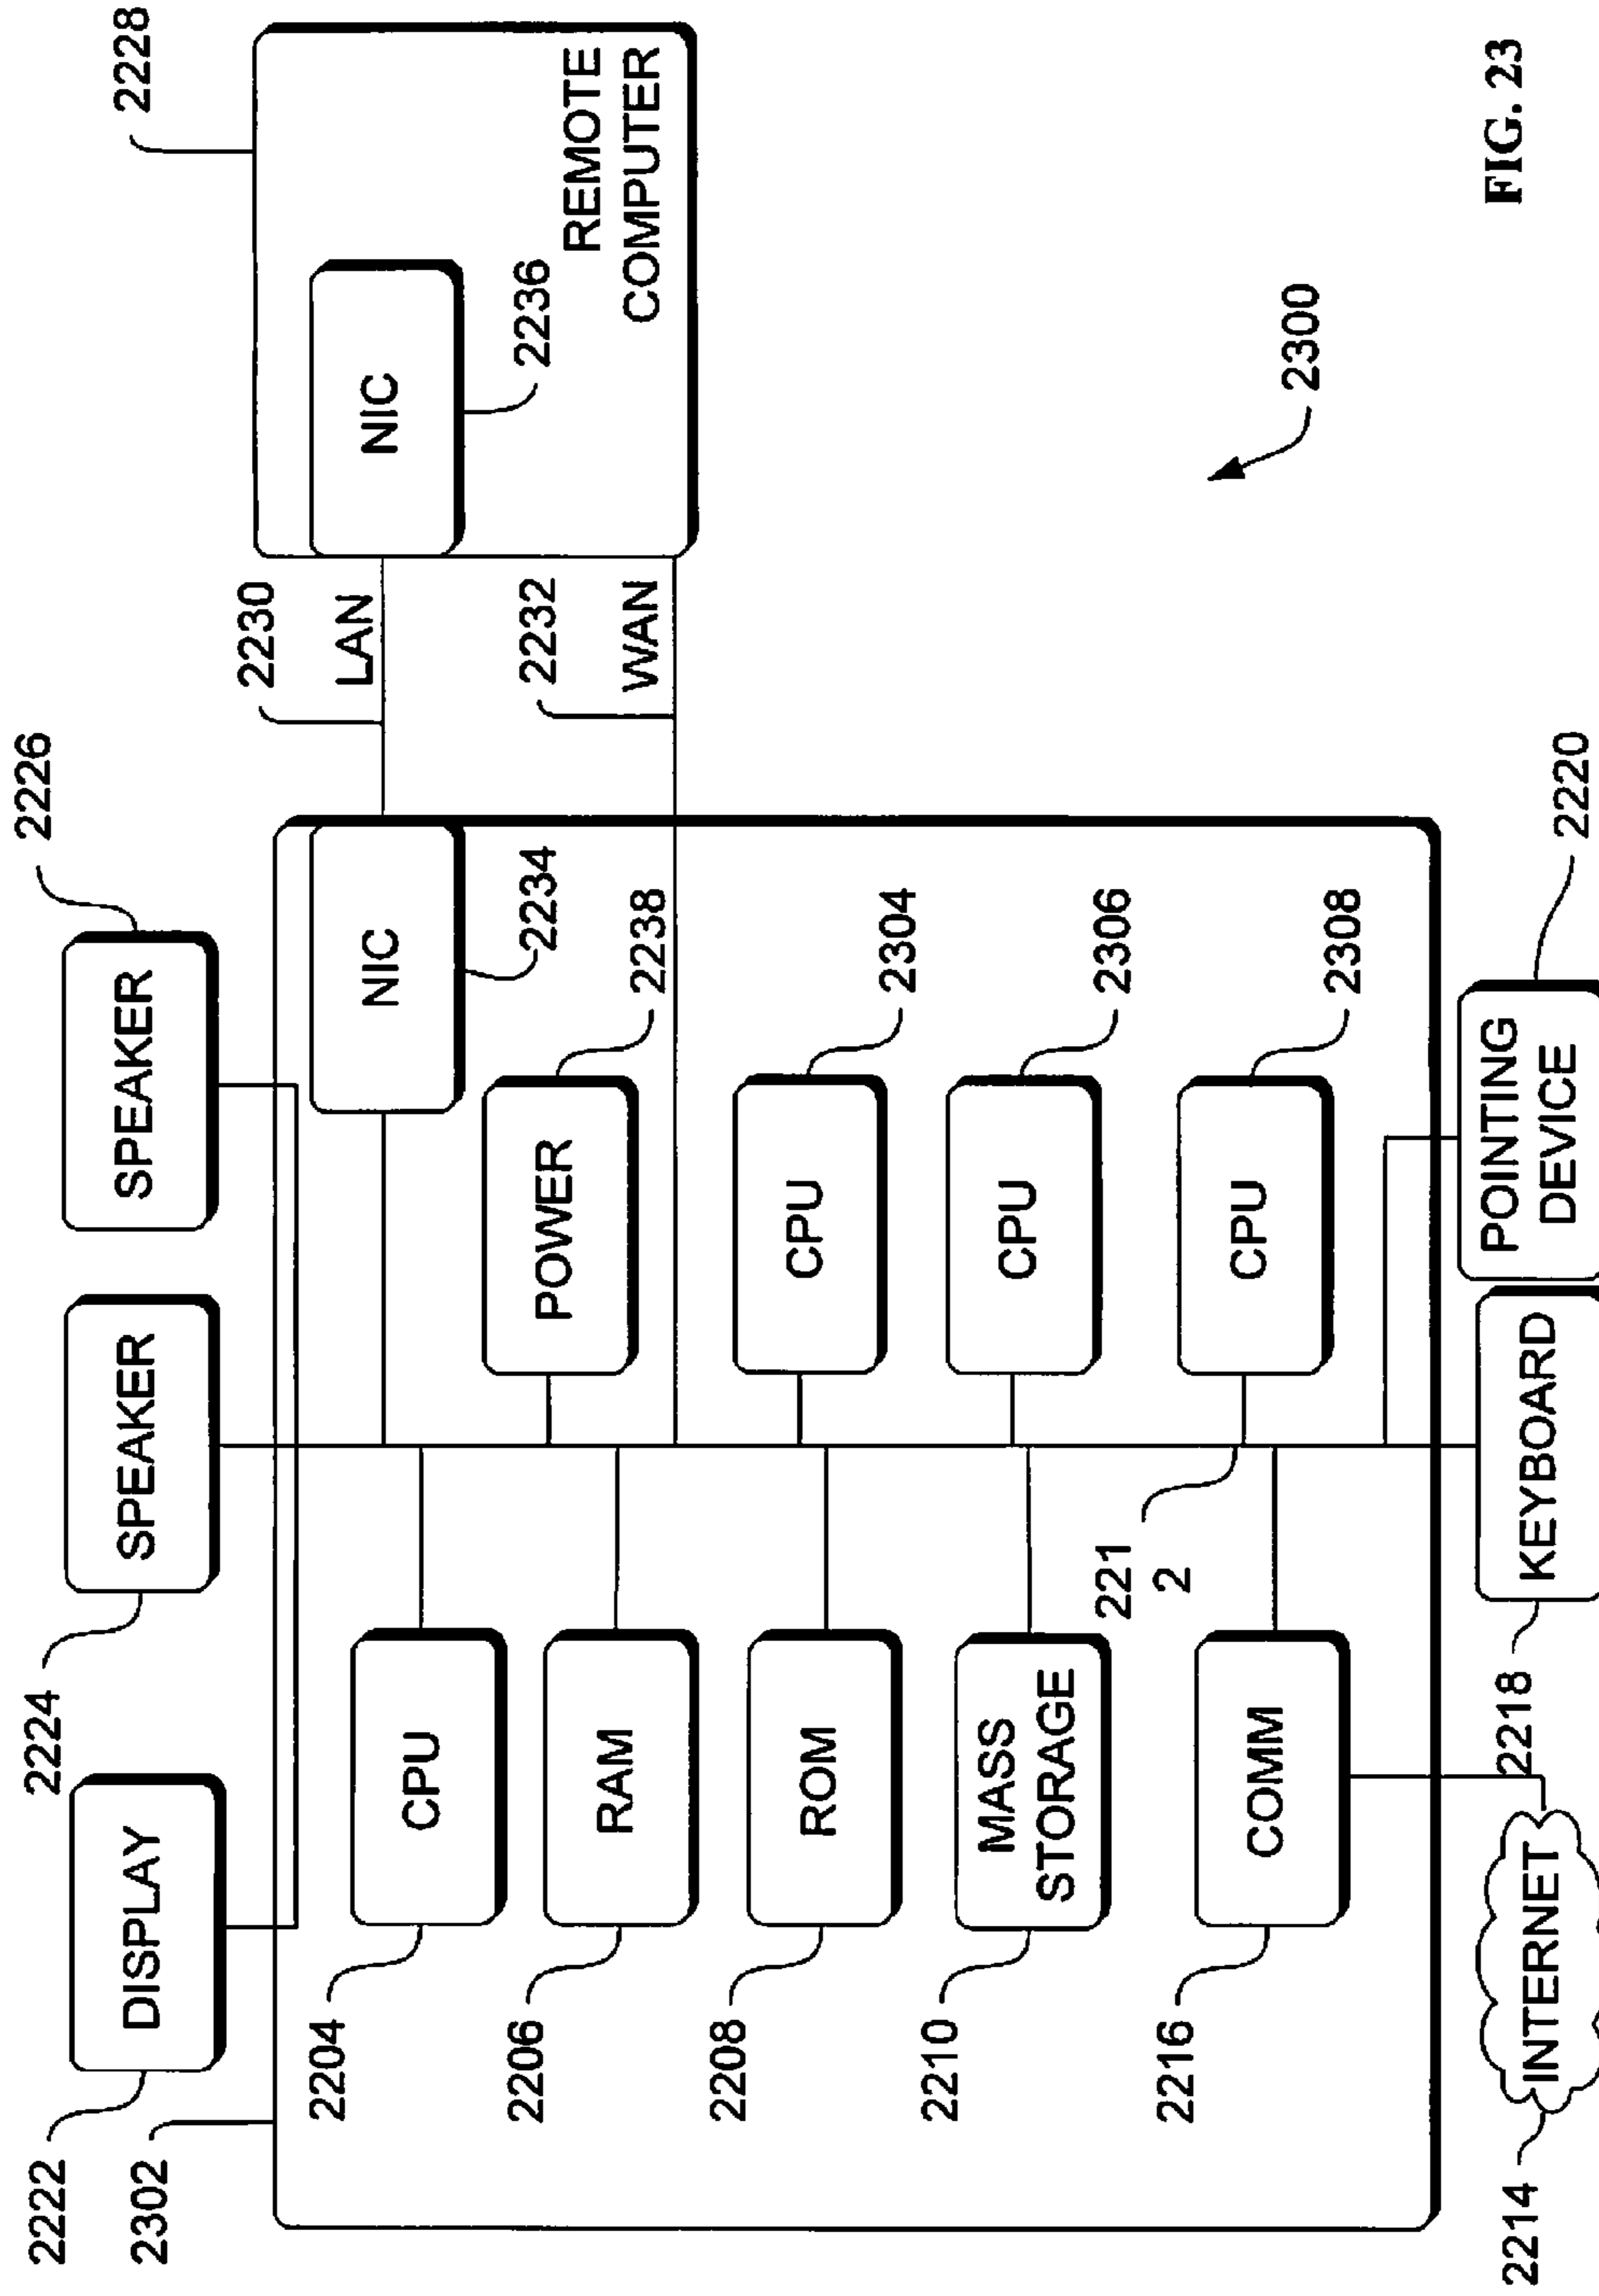 2222
2224
2226
2228
DISPLAY
SPEAKER
SPEAKER
2302
2204
CPU
NIC
2234
2230
LAN
NIC
2236
REMOTE
COMPUTER
2206
RAM
POWER
2238
2232
WAN
2208
ROM
CPU
2304
2210
MASS
STORAGE
CPU
2306
221
2
2216
COMM
CPU
2308
2300
2214
INTERNET
2218
KEYBOARD
POINTING
DEVICE
2220
FIG. 23